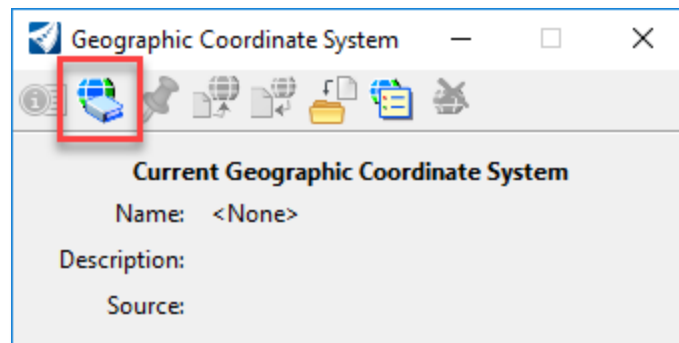 Geographic Coordinate System
Current Geographic Coordinate System
Name: <None>
Description:
Source: